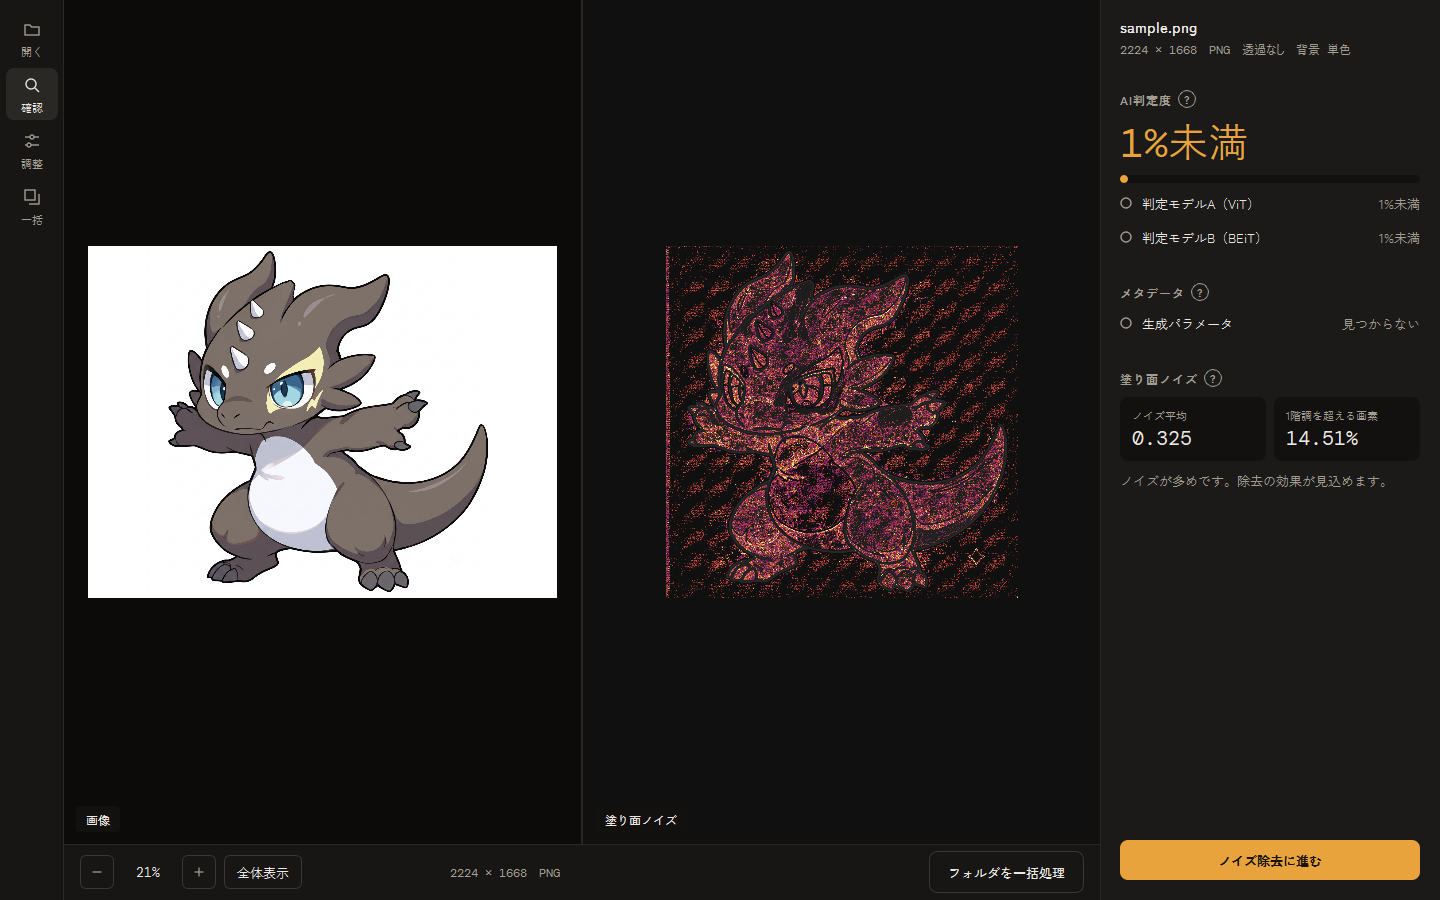 開く
確認
調整
一括
画像
塗り面ノイズ
21%
全体表示
2224 × 1668 PNG
フォルダを一括処理
sample.png
2224 × 1668 PNG 透過なし 背景 単色
AI判定度 ?
1%未満
判定モデルA（ViT） 1%未満
判定モデルB（BEiT） 1%未満
メタデータ ?
生成パラメータ 見つからない
塗り面ノイズ ?
ノイズ平均
0.325
1階調を超える画素
14.51%
ノイズが多めです。除去の効果が見込めます。
ノイズ除去に進む